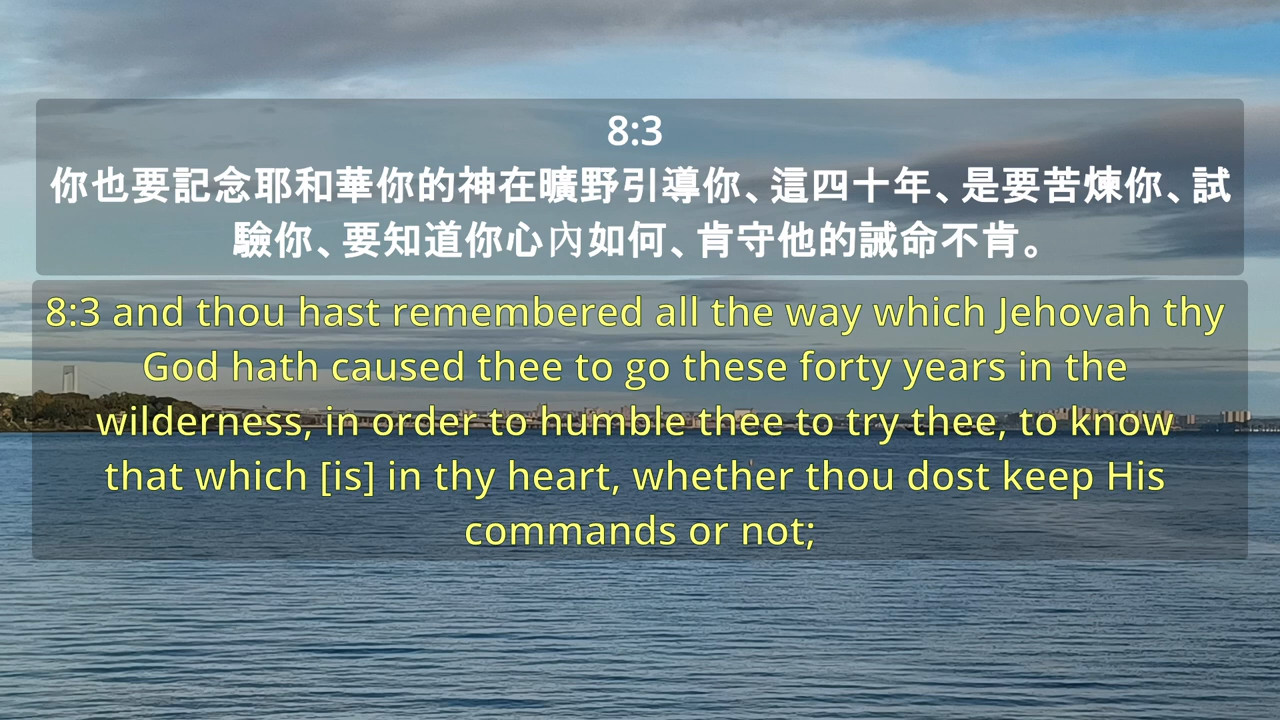 8:3
你也要記念耶和華你的神在曠野引導你、這四十年、是要苦煉你、試
驗你、要知道你心內如何、肯守他的誡命不肯。
8:3 and thou hast remembered all the way which Jehovah thy
God hath caused thee to go these forty years in the
wilderness, in order to humble thee to try thee, to know
that which [is] in thy heart, whether thou dost keep His
commands or not;